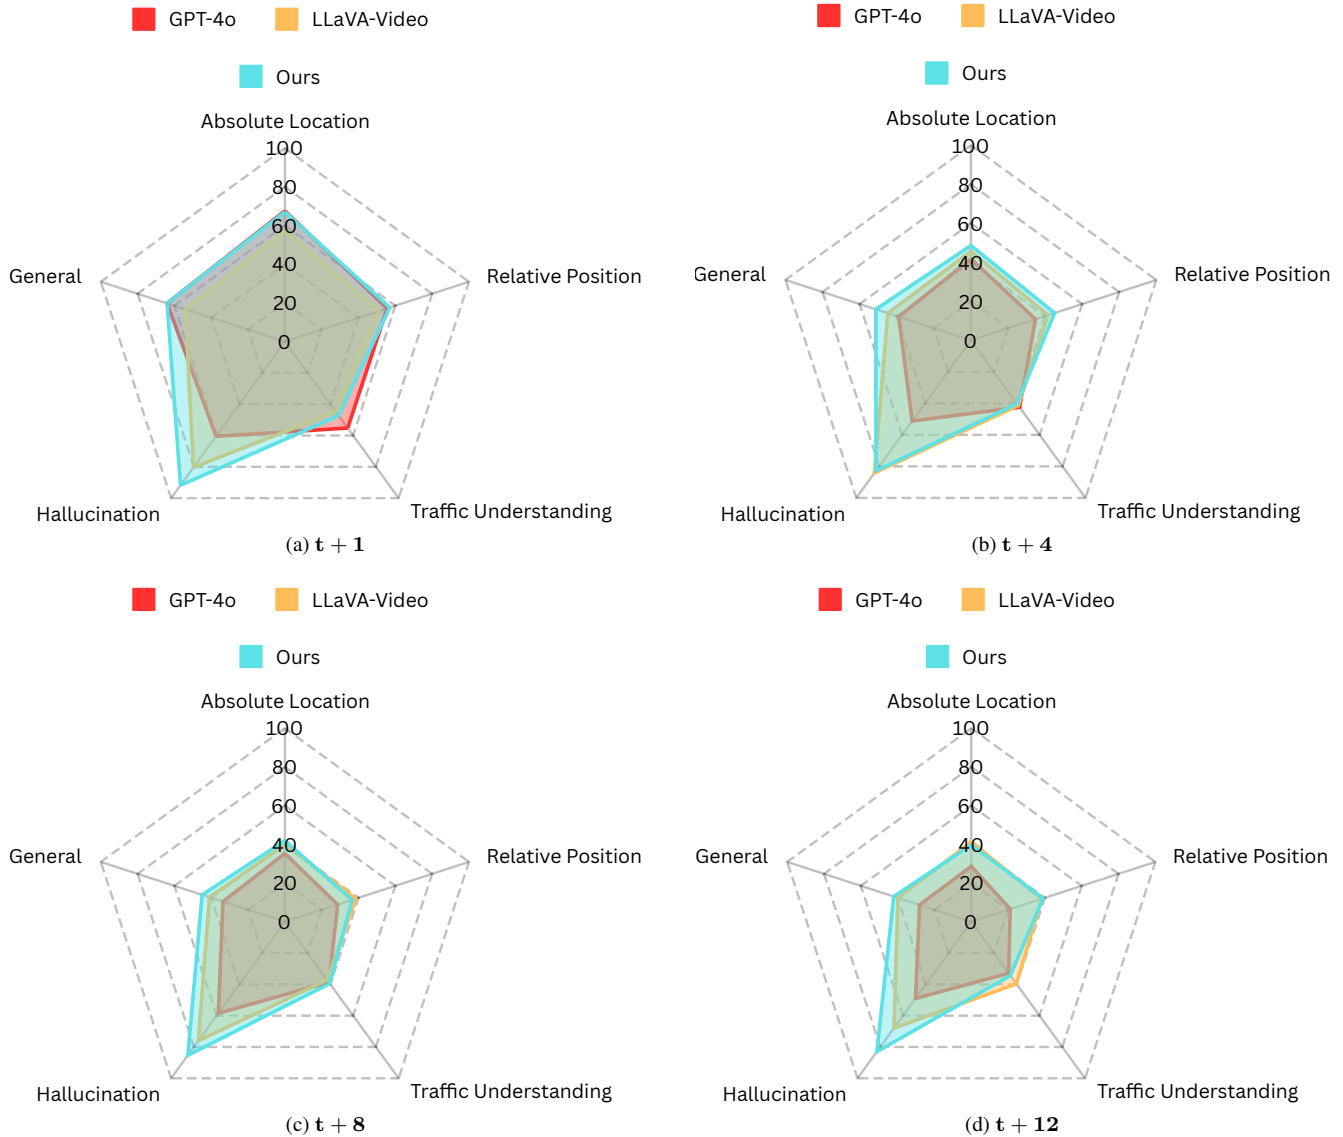 GPT-4o LLaVA-Video
Ours
Absolute Location
100
80
60
40
20
0
General
Relative Position
Hallucination
Traffic Understanding
(a) t + 1
GPT-4o LLaVA-Video
Ours
Absolute Location
100
80
60
40
20
0
General
Relative Position
Hallucination
Traffic Understanding
(b) t + 4
GPT-4o LLaVA-Video
Ours
Absolute Location
100
80
60
40
20
0
General
Relative Position
Hallucination
Traffic Understanding
(c) t + 8
GPT-4o LLaVA-Video
Ours
Absolute Location
100
80
60
40
20
0
General
Relative Position
Hallucination
Traffic Understanding
(d) t + 12